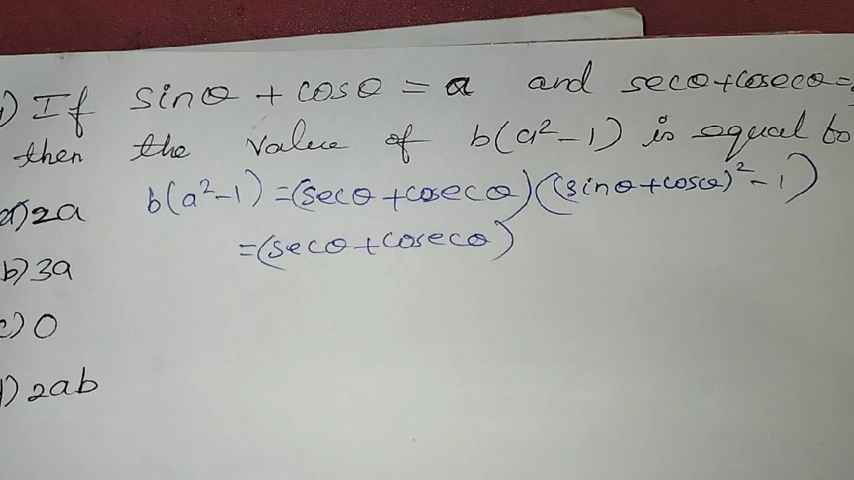 1) If sinθ + cosθ = a and secθ+cosecθ=
then the value of b(a²-1) is equal to
b(a²-1) =(secθ+cosecθ)((sinθ+cosθ)²-1)
a) 2a
=(secθ+cosecθ)
b) 3a
c) 0
d) 2ab